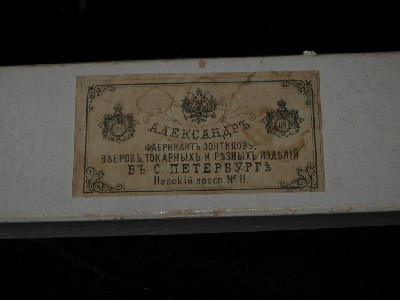 АЛЕКСАНДРЪ
ФАБРИКАНТЪ ЗОНТИКОВЪ,
ВѢЕРОВЪ, ТОКАРНЫХЪ И РѢЗНЫХЪ ИЗДѢЛІЙ
ВЪ С. ПЕТЕРБУРГѢ
Невскій просп. № 11.